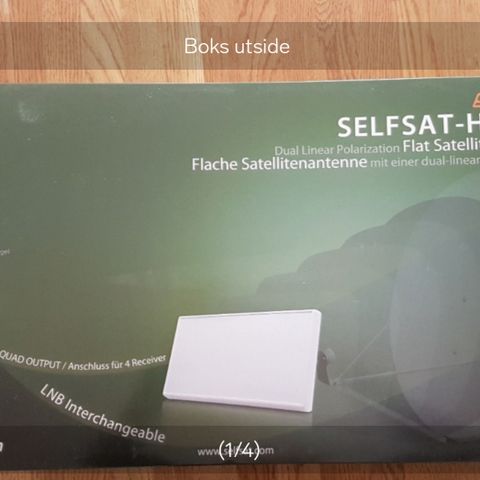 Boks utside
SELFSAT-H
Dual Linear Polarization Flat Satellit
Flache Satellitenantenne mit einer dual-linear
QUAD OUTPUT / Anschluss für 4 Receiver
LNB Interchangeable
(1/4)